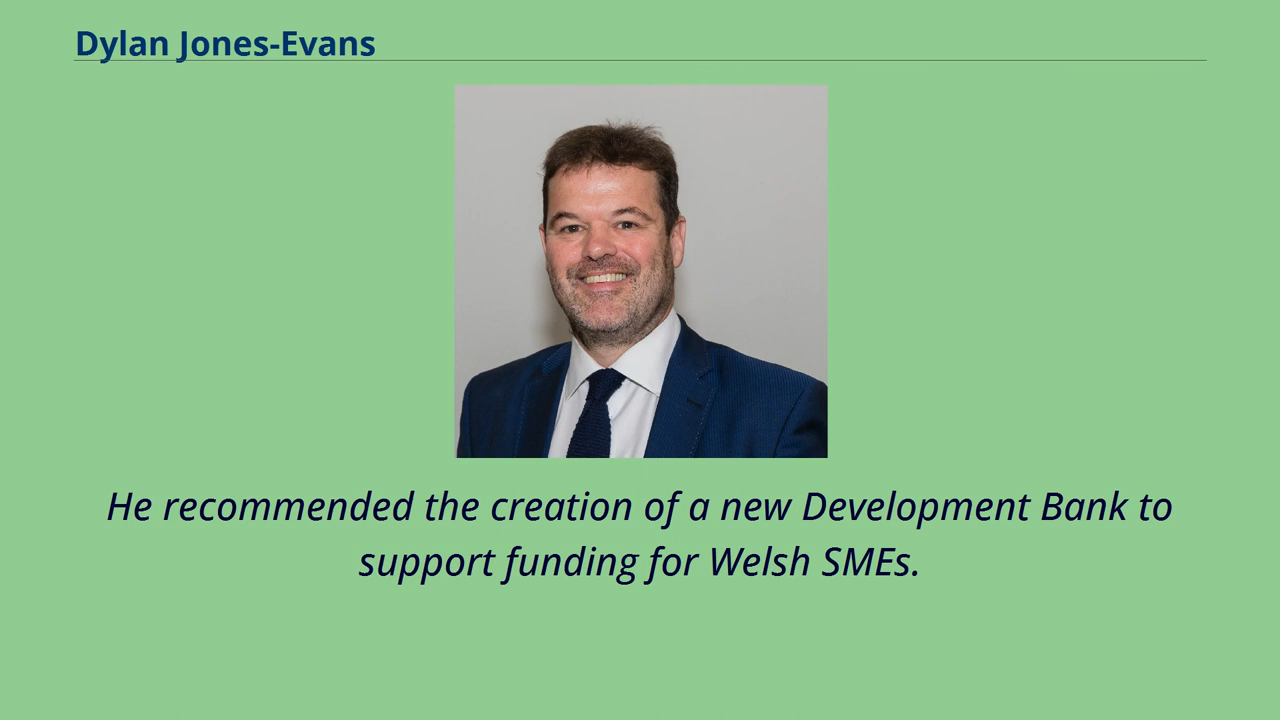 Dylan Jones-Evans
He recommended the creation of a new Development Bank to
support funding for Welsh SMEs.